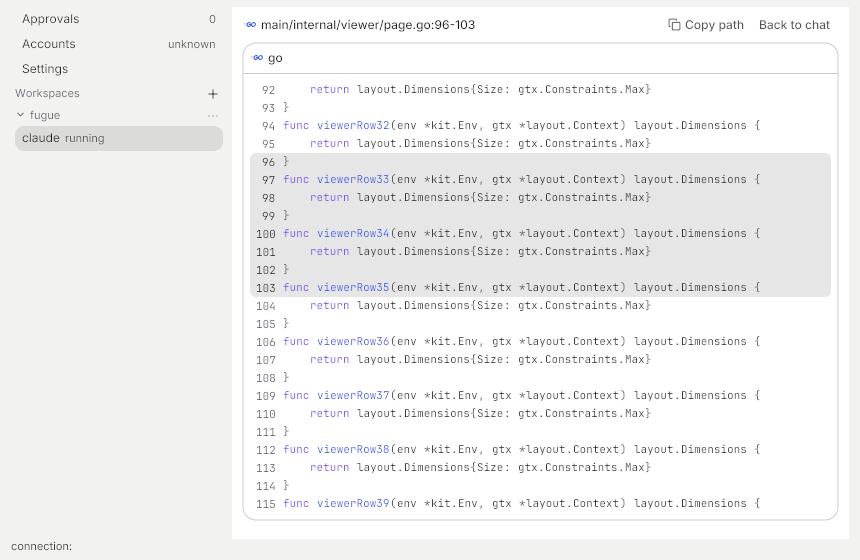 Approvals 0
Accounts unknown
Settings
Workspaces +
fugue ...
claude running
connection:
main/internal/viewer/page.go:96-103 Copy path Back to chat
go
92     return layout.Dimensions{Size: gtx.Constraints.Max}
93 }
94 func viewerRow32(env *kit.Env, gtx *layout.Context) layout.Dimensions {
95     return layout.Dimensions{Size: gtx.Constraints.Max}
96 }
97 func viewerRow33(env *kit.Env, gtx *layout.Context) layout.Dimensions {
98     return layout.Dimensions{Size: gtx.Constraints.Max}
99 }
100 func viewerRow34(env *kit.Env, gtx *layout.Context) layout.Dimensions {
101     return layout.Dimensions{Size: gtx.Constraints.Max}
102 }
103 func viewerRow35(env *kit.Env, gtx *layout.Context) layout.Dimensions {
104     return layout.Dimensions{Size: gtx.Constraints.Max}
105 }
106 func viewerRow36(env *kit.Env, gtx *layout.Context) layout.Dimensions {
107     return layout.Dimensions{Size: gtx.Constraints.Max}
108 }
109 func viewerRow37(env *kit.Env, gtx *layout.Context) layout.Dimensions {
110     return layout.Dimensions{Size: gtx.Constraints.Max}
111 }
112 func viewerRow38(env *kit.Env, gtx *layout.Context) layout.Dimensions {
113     return layout.Dimensions{Size: gtx.Constraints.Max}
114 }
115 func viewerRow39(env *kit.Env, gtx *layout.Context) layout.Dimensions {